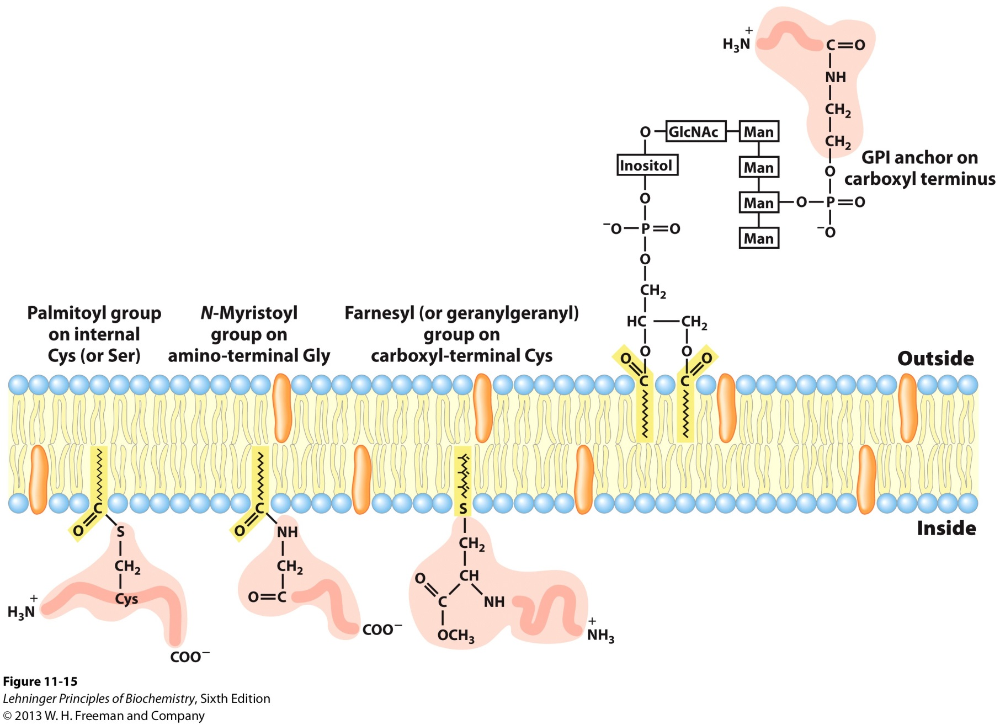 +
H₃N C=O
NH
CH₂
CH₂
O
GPI anchor on
carboxyl terminus
O GlcNAc Man
Inositol Man
O Man O P=O
⁻O P=O ⁻O
Man
O
CH₂
HC CH₂
O O
O O
C C
Palmitoyl group
on internal
Cys (or Ser)
N-Myristoyl
group on
amino-terminal Gly
Farnesyl (or geranylgeranyl)
group on
carboxyl-terminal Cys
Outside
Inside
C
O S
CH₂
Cys
+
H₃N
COO⁻
C
O NH
CH₂
O=C
COO⁻
S
CH₂
O CH
C NH
OCH₃
+
NH₃
Figure 11-15
Lehninger Principles of Biochemistry, Sixth Edition
© 2013 W. H. Freeman and Company